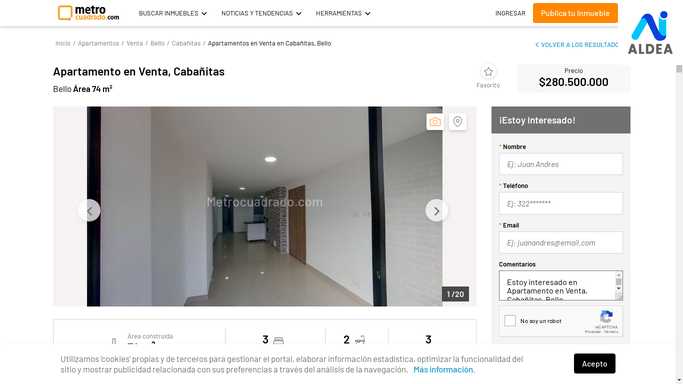 metro
cuadrado.com
BUSCAR INMUEBLES
NOTICIAS Y TENDENCIAS
HERRAMIENTAS
INGRESAR
Publica tu Inmueble
ALDEA
Inicio / Apartamentos / Venta / Bello / Cabañitas / Apartamentos en Venta en Cabañitas, Bello
VOLVER A LOS RESULTADO
Apartamento en Venta, Cabañitas
Bello Área 74 m²
Favorito
Precio
$280.500.000
Metrocuadrado.com
1 / 20
¡Estoy Interesado!
* Nombre
Ej: Juan Andres
* Teléfono
Ej: 322*******
* Email
Ej: juanandres@email.com
Comentarios
Estoy interesado en
Apartamento en Venta,
Cabañitas, Bello
No soy un robot
reCAPTCHA
Privacidad - Términos
Área construida
3
2
3
Utilizamos 'cookies' propias y de terceros para gestionar el portal, elaborar información estadística, optimizar la funcionalidad del
sitio y mostrar publicidad relacionada con sus preferencias a través del análisis de la navegación. Más información.
Acepto